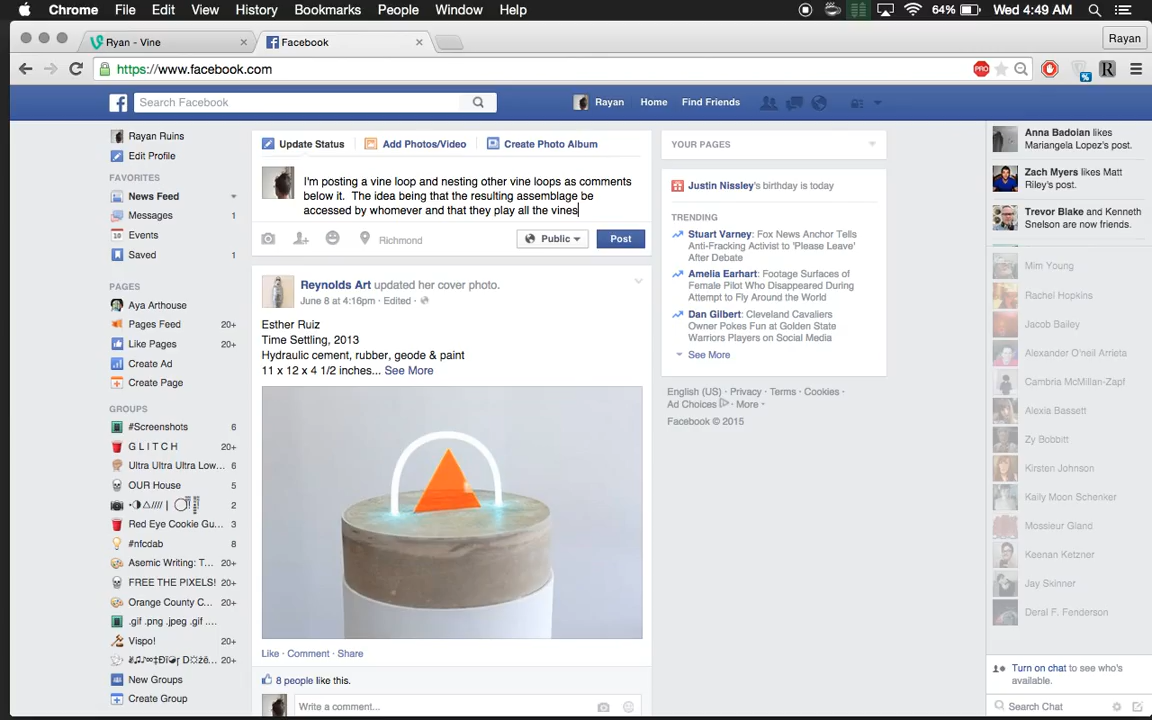 Chrome File Edit View History Bookmarks People Window Help 64% Wed 4:49 AM
Ryan - Vine Facebook Rayan
https://www.facebook.com
Search Facebook Rayan Home Find Friends
Rayan Ruins
Edit Profile
FAVORITES
News Feed
Messages 1
Events 1
Saved 1
PAGES
Aya Arthouse
Pages Feed 20+
Like Pages 20+
Create Ad
Create Page
GROUPS
#Screenshots 6
G L I T C H 20+
Ultra Ultra Ultra Low... 6
OUR House 5
2
Red Eye Cookie Gu... 3
#nfcdab 8
Asemic Writing: T... 20+
FREE THE PIXELS! 20+
Orange County C... 20+
.gif .png .jpeg .gif .... 20+
Vispo! 20+
20+
New Groups
Create Group
Update Status Add Photos/Video Create Photo Album
I'm posting a vine loop and nesting other vine loops as comments
below it. The idea being that the resulting assemblage be
accessed by whomever and that they play all the vines
Richmond Public Post
Reynolds Art updated her cover photo.
June 8 at 4:16pm · Edited ·
Esther Ruiz
Time Settling, 2013
Hydraulic cement, rubber, geode & paint
11 x 12 x 4 1/2 inches... See More
Like · Comment · Share
8 people like this.
Write a comment...
YOUR PAGES
Justin Nissley's birthday is today
TRENDING
Stuart Varney: Fox News Anchor Tells
Anti-Fracking Activist to 'Please Leave'
After Debate
Amelia Earhart: Footage Surfaces of
Female Pilot Who Disappeared During
Attempt to Fly Around the World
Dan Gilbert: Cleveland Cavaliers
Owner Pokes Fun at Golden State
Warriors Players on Social Media
See More
English (US) · Privacy · Terms · Cookies ·
Ad Choices · More
Facebook © 2015
Anna Badoian likes
Mariangela Lopez's post.
Zach Myers likes Matt
Riley's post.
Trevor Blake and Kenneth
Snelson are now friends.
Mim Young
Rachel Hopkins
Jacob Bailey
Alexander O'neil Arrieta
Cambria McMillan-Zapf
Alexia Bassett
Zy Bobbitt
Kirsten Johnson
Kally Moon Schenker
Mossieur Gland
Keenan Ketzner
Jay Skinner
Deral F. Fenderson
Turn on chat to see who's
available.
Search Chat